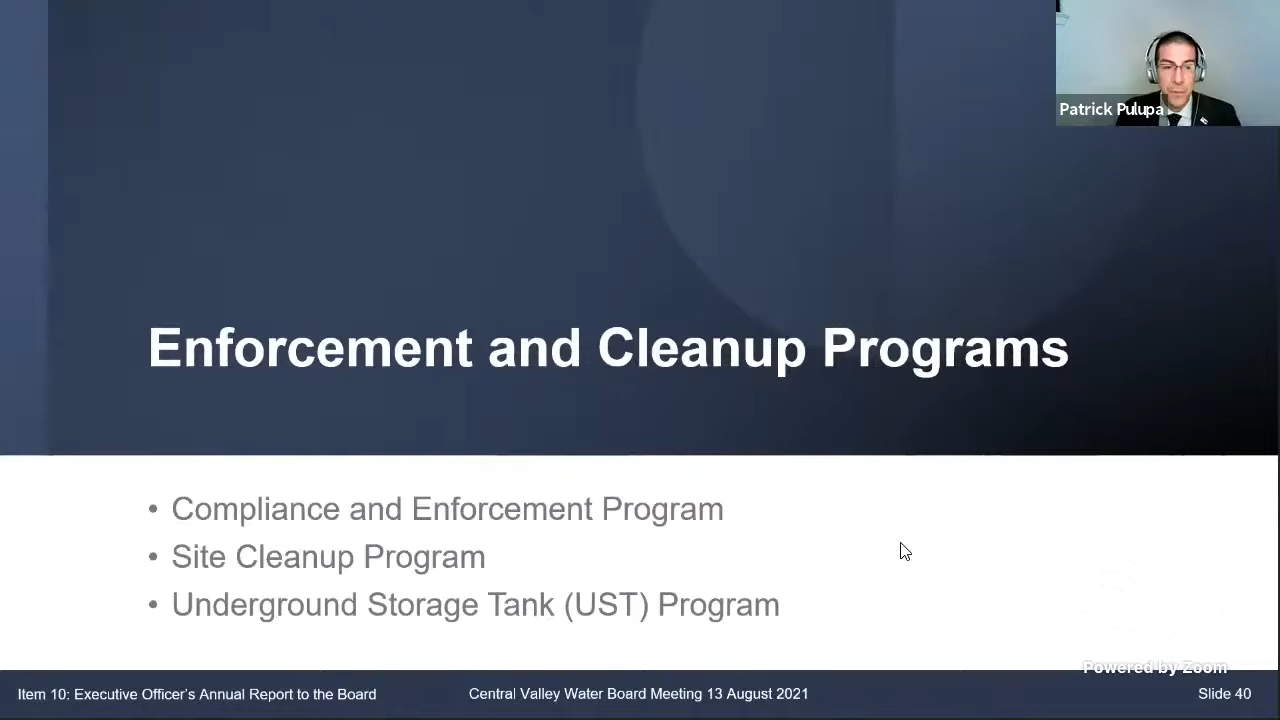 Patrick Pulupa
Enforcement and Cleanup Programs
• Compliance and Enforcement Program
• Site Cleanup Program
• Underground Storage Tank (UST) Program
Powered by Zoom
Item 10: Executive Officer's Annual Report to the Board
Central Valley Water Board Meeting 13 August 2021
Slide 40